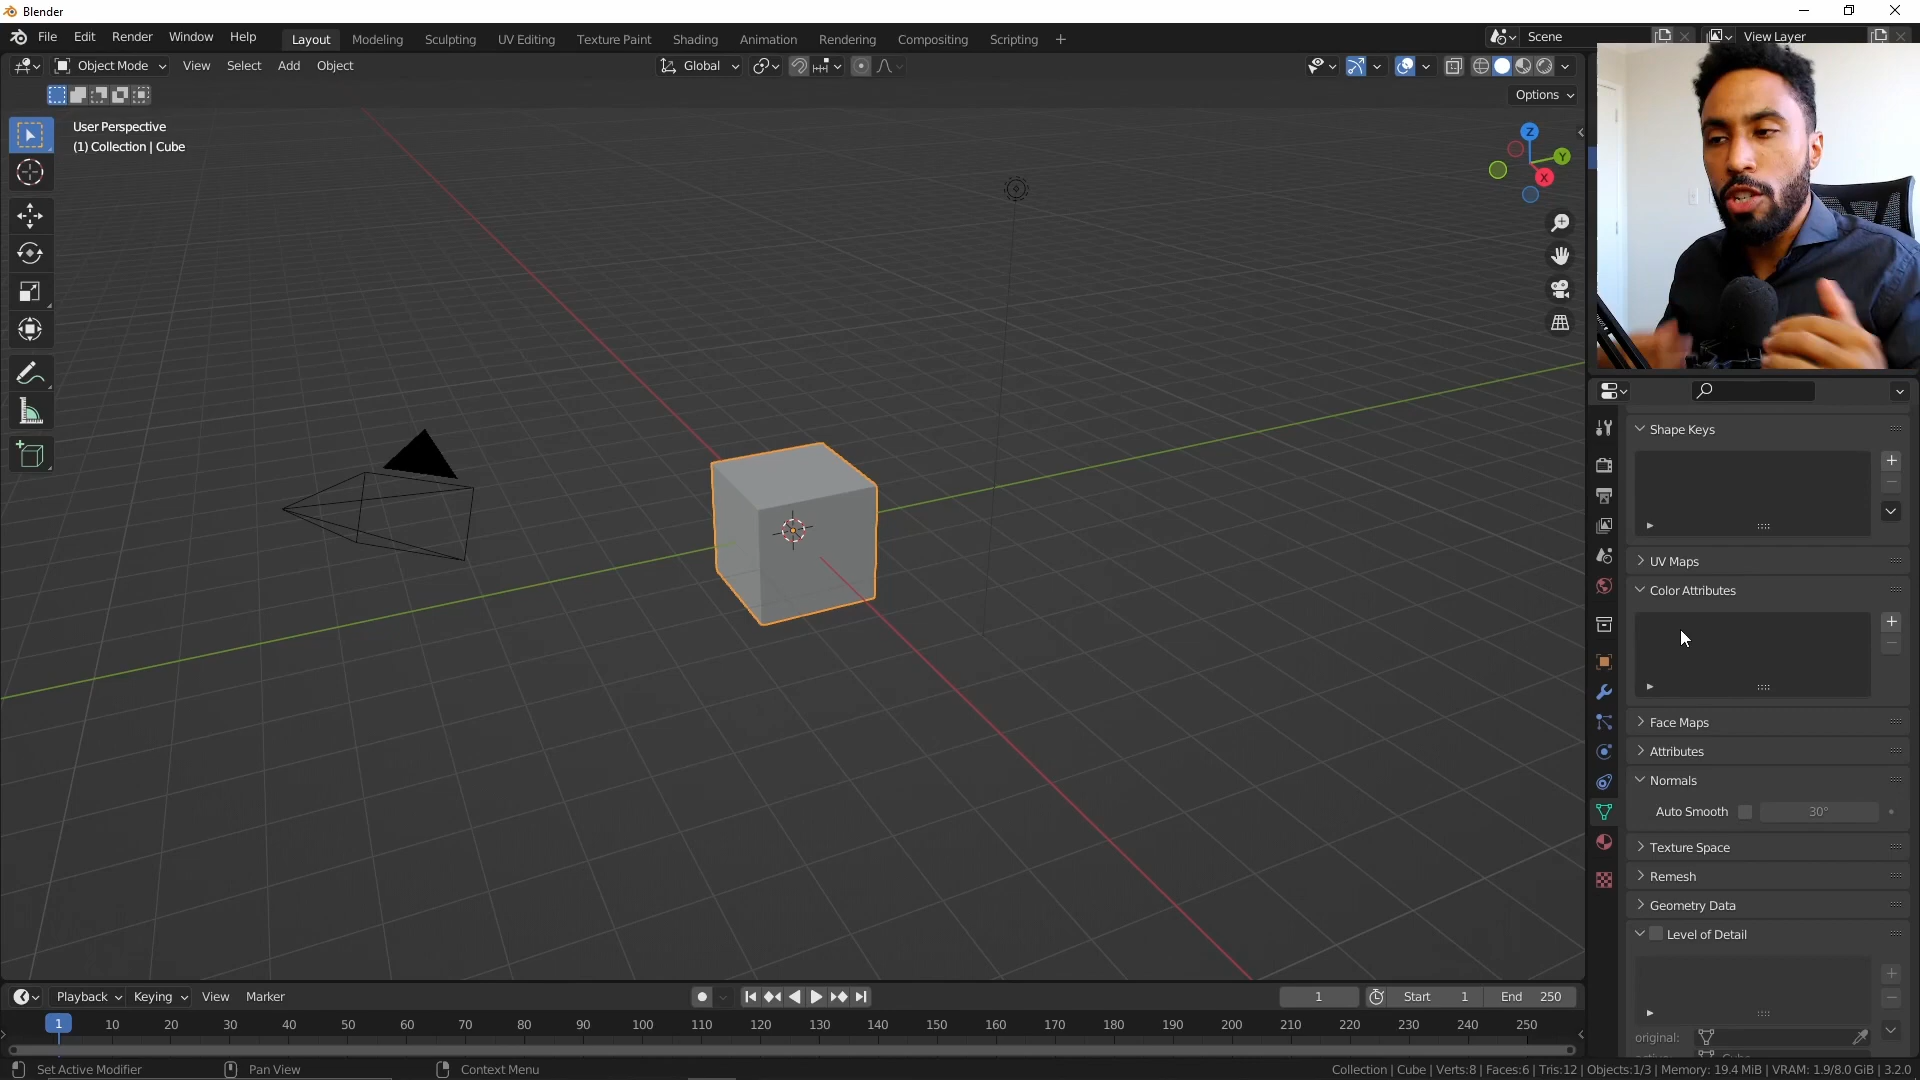 Blender
File Edit Render Window Help Layout Modeling Sculpting UV Editing Texture Paint Shading Animation Rendering Compositing Scripting + Scene View Layer
Object Mode View Select Add Object Global
Options
User Perspective
(1) Collection | Cube
Z
Y
X
Shape Keys
UV Maps
Color Attributes
Face Maps
Attributes
Normals
Auto Smooth 30°
Texture Space
Remesh
Geometry Data
Level of Detail
original:
Playback Keying View Marker 1 Start 1 End 250
1 10 20 30 40 50 60 70 80 90 100 110 120 130 140 150 160 170 180 190 200 210 220 230 240 250
Set Active Modifier Pan View Context Menu Collection | Cube | Verts:8 | Faces:6 | Tris:12 | Objects:1/3 | Memory: 19.4 MiB | VRAM: 1.9/8.0 GiB | 3.2.0